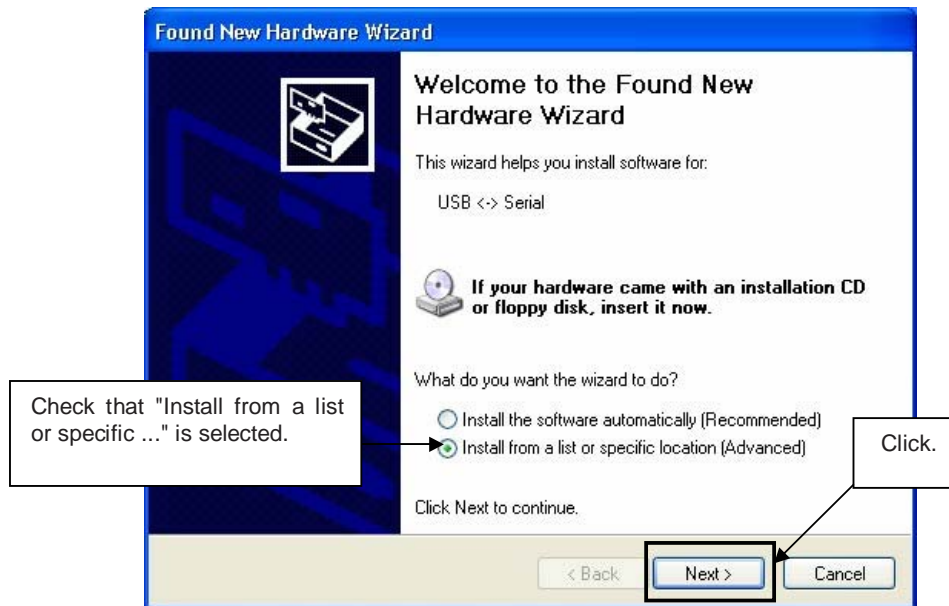 Found New Hardware Wizard
Welcome to the Found New
Hardware Wizard
This wizard helps you install software for:
USB <-> Serial
If your hardware came with an installation CD
or floppy disk, insert it now.
What do you want the wizard to do?
Install the software automatically (Recommended)
Install from a list or specific location (Advanced)
Click Next to continue.
< Back
Next >
Cancel
Check that "Install from a list
or specific ..." is selected.
Click.